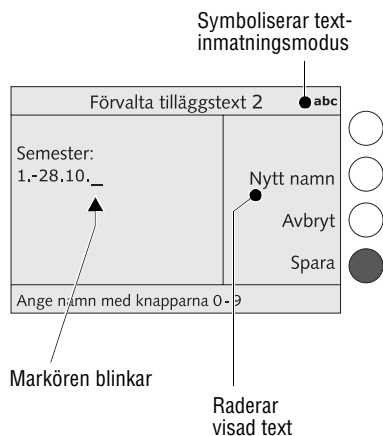 Symboliserar text-
inmatningsmodus
Förvalta tilläggstext 2
abc
Semester:
1.-28.10._
Nytt namn
Avbryt
Spara
Ange namn med knapparna 0-9
Markören blinkar
Raderar
visad text